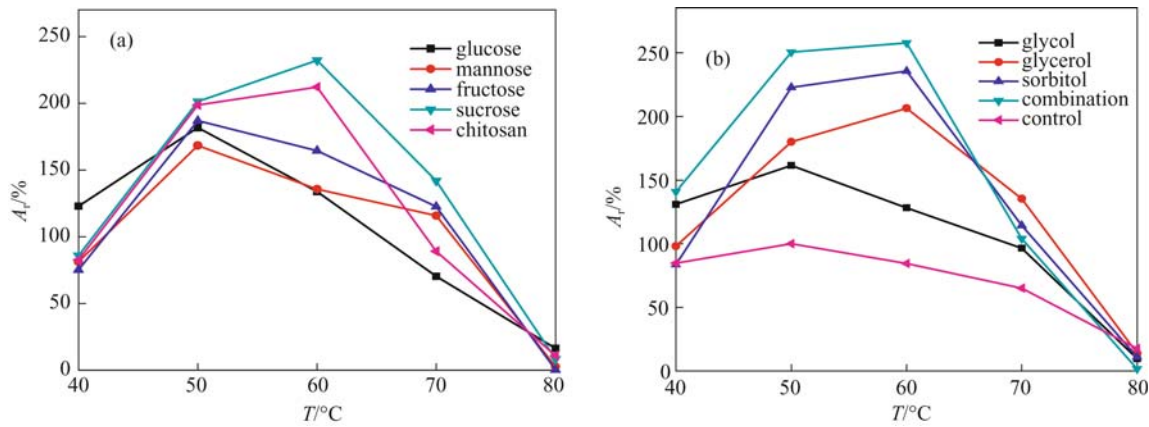 (a)
glucose
mannose
fructose
sucrose
chitosan
250
200
150
100
50
0
40 50 60 70 80
Ar/%
T/°C
(b)
glycol
glycerol
sorbitol
combination
control
250
200
150
100
50
0
40 50 60 70 80
Ar/%
T/°C